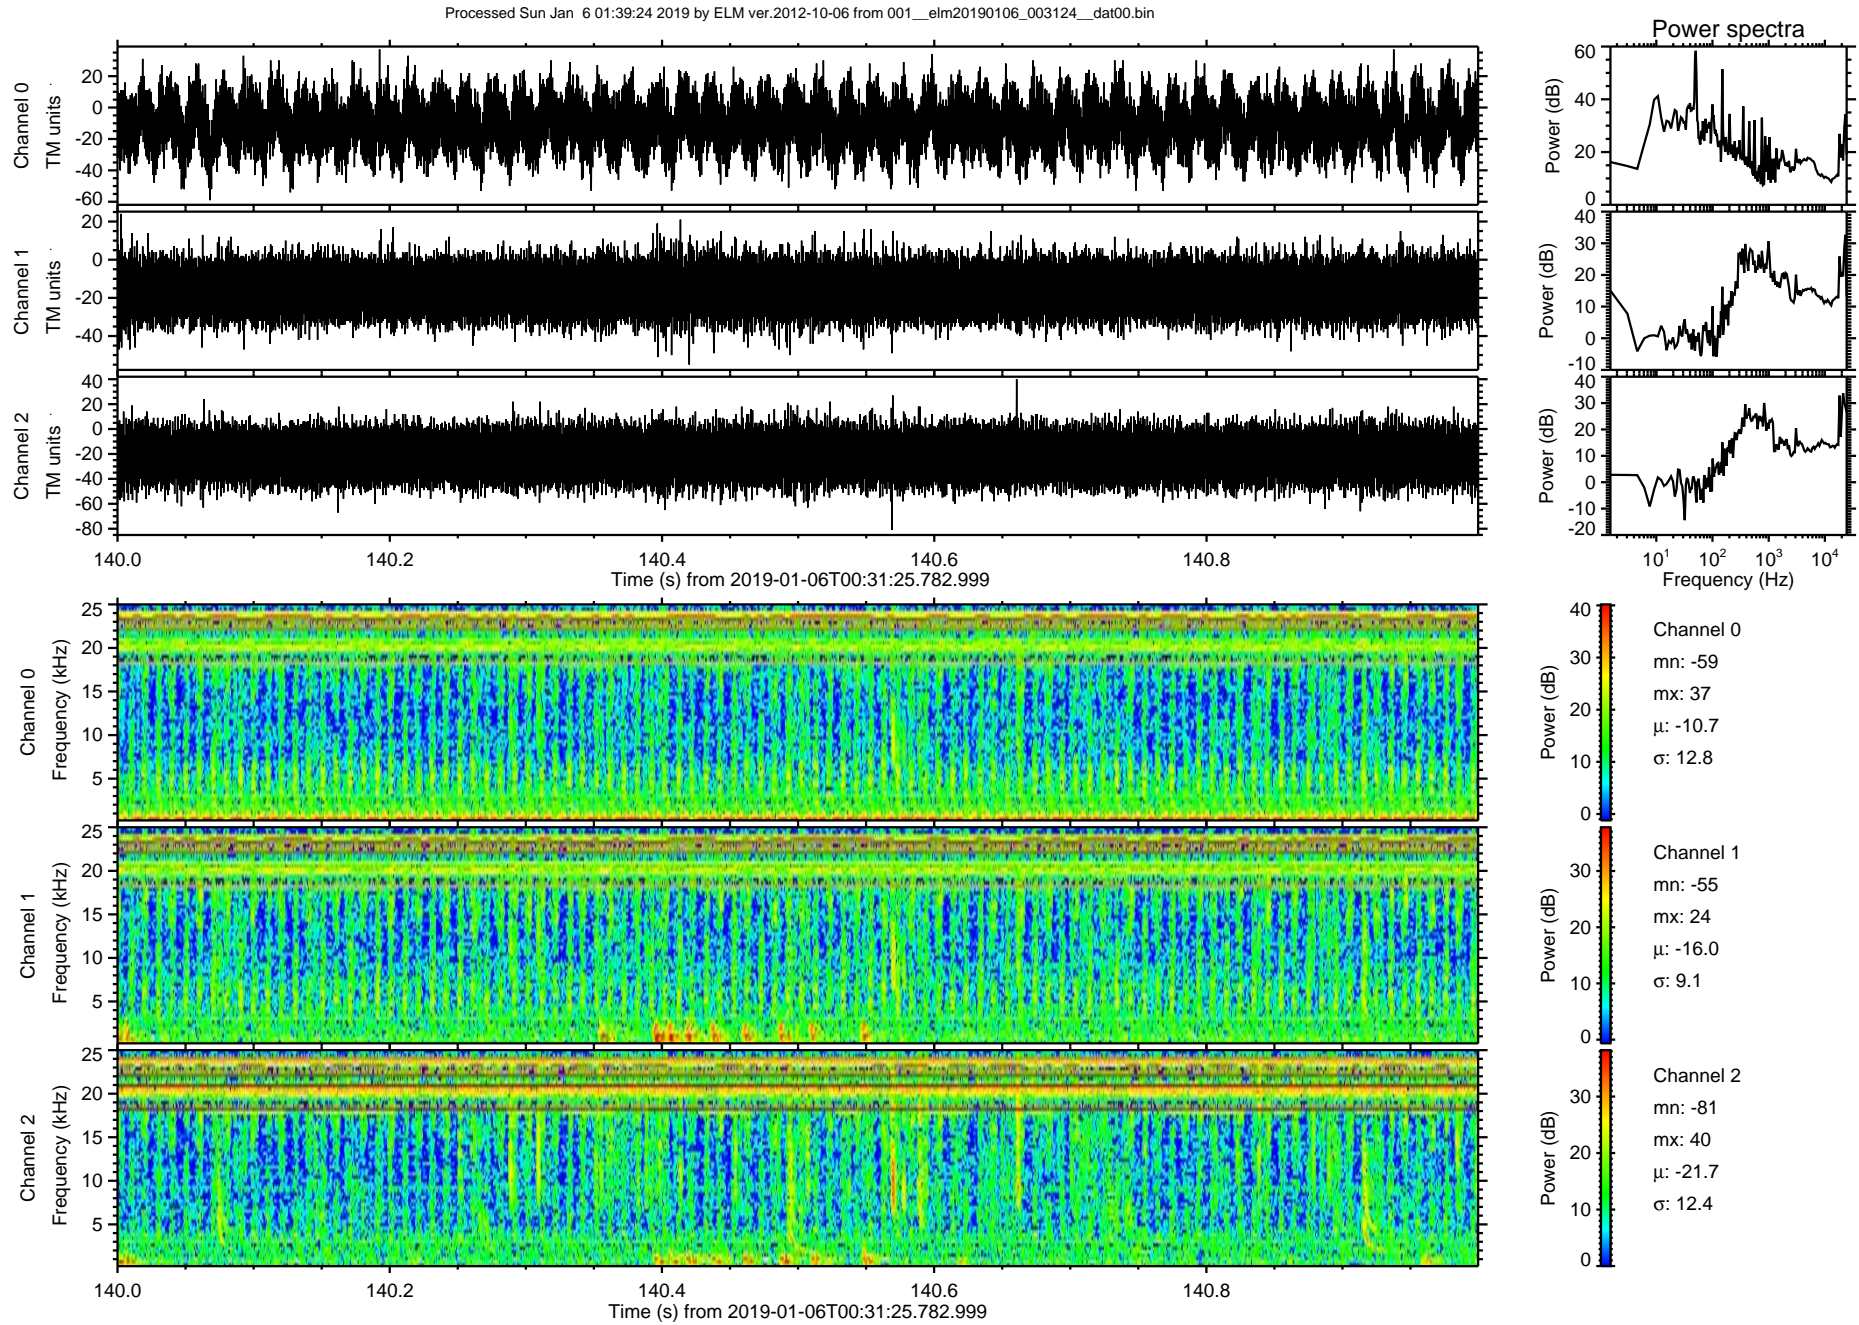 Processed Sun Jan  6 01:39:24 2019 by ELM ver.2012-10-06 from 001__elm20190106_003124__dat00.bin
Power spectra
Channel 0
TM units
20
0
-20
-40
-60
Power (dB)
60
40
20
0
Channel 1
TM units
20
0
-20
-40
Power (dB)
40
30
20
10
0
-10
Channel 2
TM units
40
20
0
-20
-40
-60
-80
Power (dB)
40
30
20
10
0
-10
-20
140.0 140.2 140.4 140.6 140.8
Time (s) from 2019-01-06T00:31:25.782.999
10¹ 10² 10³ 10⁴
Frequency (Hz)
Channel 0
Frequency (kHz)
25
20
15
10
5
Power (dB)
40
30
20
10
0
Channel 0
mn: -59
mx: 37
μ: -10.7
σ: 12.8
Channel 1
Frequency (kHz)
25
20
15
10
5
Power (dB)
30
20
10
0
Channel 1
mn: -55
mx: 24
μ: -16.0
σ: 9.1
Channel 2
Frequency (kHz)
25
20
15
10
5
Power (dB)
30
20
10
0
Channel 2
mn: -81
mx: 40
μ: -21.7
σ: 12.4
140.0 140.2 140.4 140.6 140.8
Time (s) from 2019-01-06T00:31:25.782.999